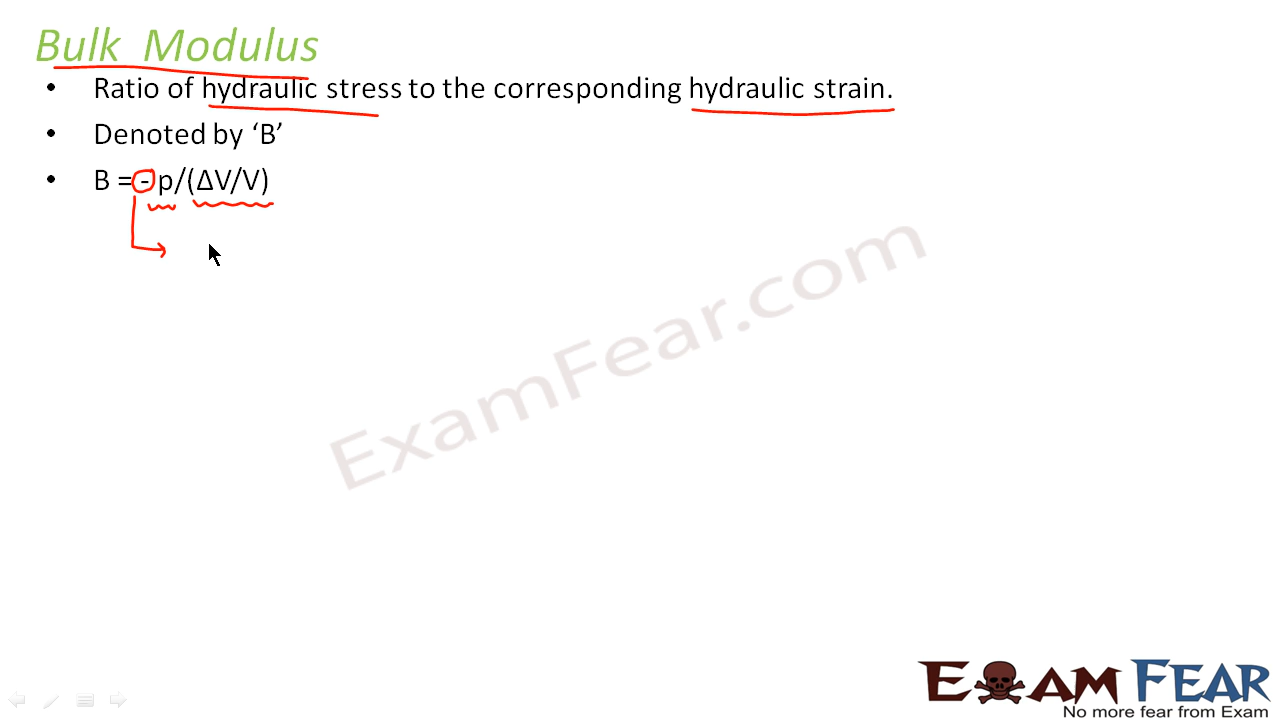 Bulk Modulus
• Ratio of hydraulic stress to the corresponding hydraulic strain.
• Denoted by ‘B’
• B = - p/(ΔV/V)
ExamFear.com
EXAM FEAR
No more fear from Exam